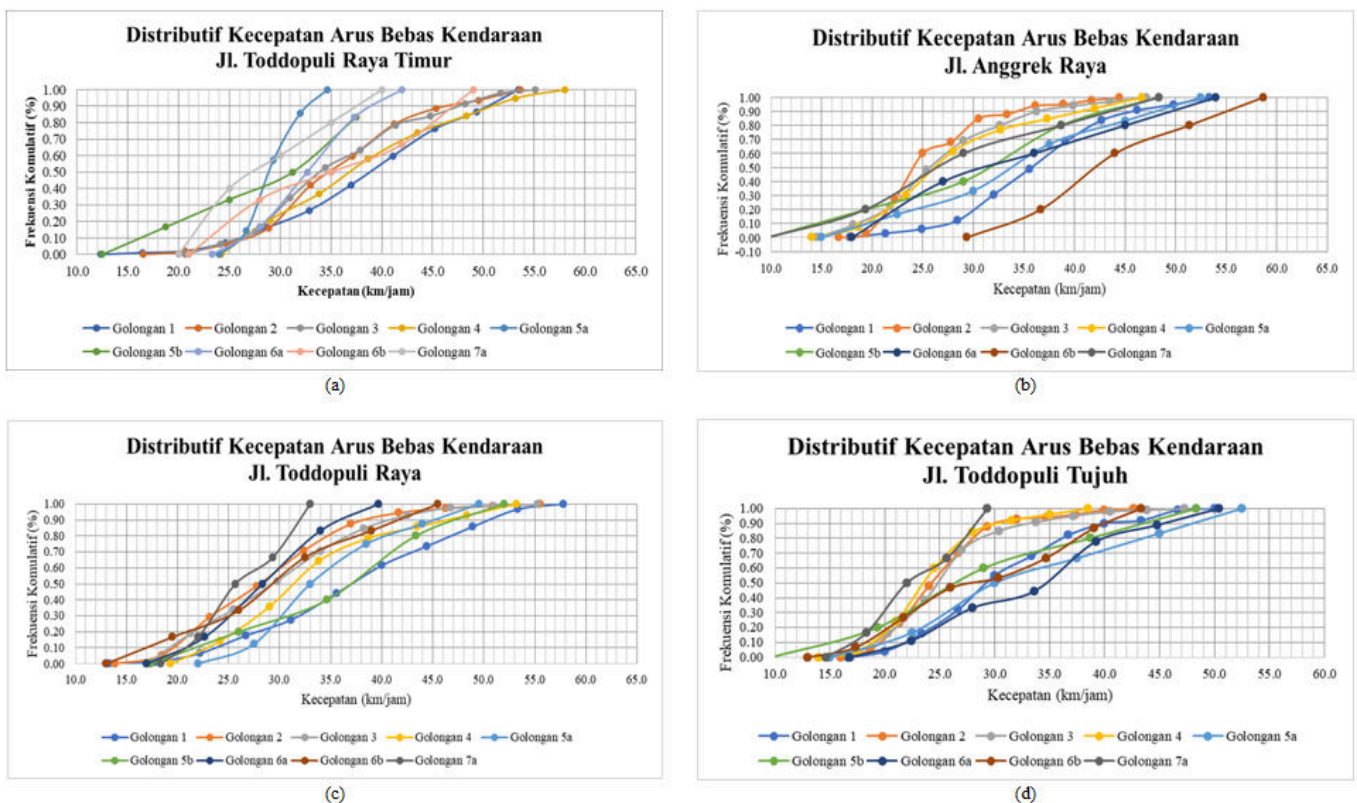 Distributif Kecepatan Arus Bebas Kendaraan
Jl. Toddopuli Raya Timur
Frekuensi Komulatif (%)
1.00
0.90
0.80
0.70
0.60
0.50
0.40
0.30
0.20
0.10
0.00
10.0 15.0 20.0 25.0 30.0 35.0 40.0 45.0 50.0 55.0 60.0 65.0
Kecepatan (km/jam)
Golongan 1 Golongan 2 Golongan 3 Golongan 4 Golongan 5a
Golongan 5b Golongan 6a Golongan 6b Golongan 7a
(a)
Distributif Kecepatan Arus Bebas Kendaraan
Jl. Anggrek Raya
Frekuensi Komulatif (%)
1.00
0.90
0.80
0.70
0.60
0.50
0.40
0.30
0.20
0.10
0.00
-0.10
10.0 15.0 20.0 25.0 30.0 35.0 40.0 45.0 50.0 55.0 60.0 65.0
Kecepatan (km/jam)
Golongan 1 Golongan 2 Golongan 3 Golongan 4 Golongan 5a
Golongan 5b Golongan 6a Golongan 6b Golongan 7a
(b)
Distributif Kecepatan Arus Bebas Kendaraan
Jl. Toddopuli Raya
Frekuensi Komulatif (%)
1.00
0.90
0.80
0.70
0.60
0.50
0.40
0.30
0.20
0.10
0.00
10.0 15.0 20.0 25.0 30.0 35.0 40.0 45.0 50.0 55.0 60.0 65.0
Kecepatan (km/jam)
Golongan 1 Golongan 2 Golongan 3 Golongan 4 Golongan 5a
Golongan 5b Golongan 6a Golongan 6b Golongan 7a
(c)
Distributif Kecepatan Arus Bebas Kendaraan
Jl. Toddopuli Tujuh
Frekuensi Komulatif (%)
1.00
0.90
0.80
0.70
0.60
0.50
0.40
0.30
0.20
0.10
0.00
10.0 15.0 20.0 25.0 30.0 35.0 40.0 45.0 50.0 55.0 60.0
Kecepatan (km/jam)
Golongan 1 Golongan 2 Golongan 3 Golongan 4 Golongan 5a
Golongan 5b Golongan 6a Golongan 6b Golongan 7a
(d)